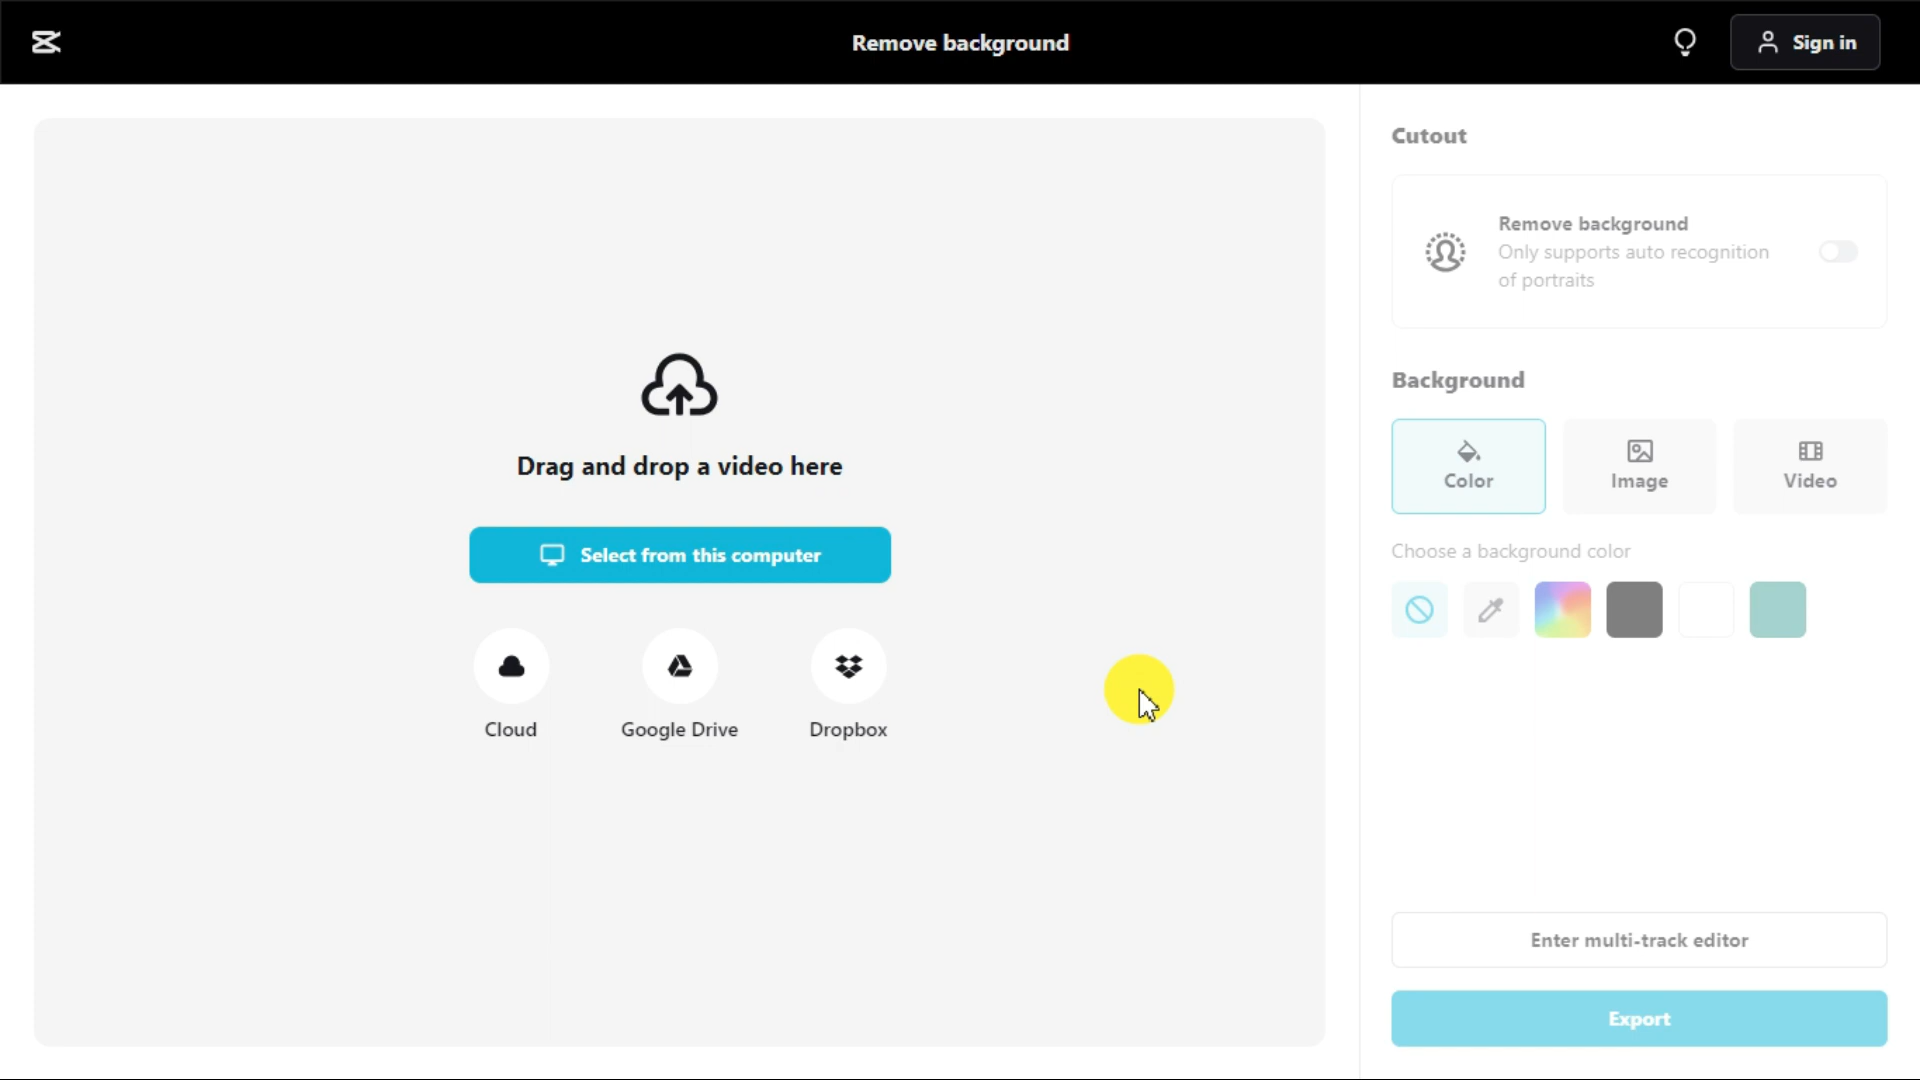 Remove background
Sign in
Drag and drop a video here
Select from this computer
Cloud
Google Drive
Dropbox
Cutout
Remove background
Only supports auto recognition
of portraits
Background
Color
Image
Video
Choose a background color
Enter multi-track editor
Export